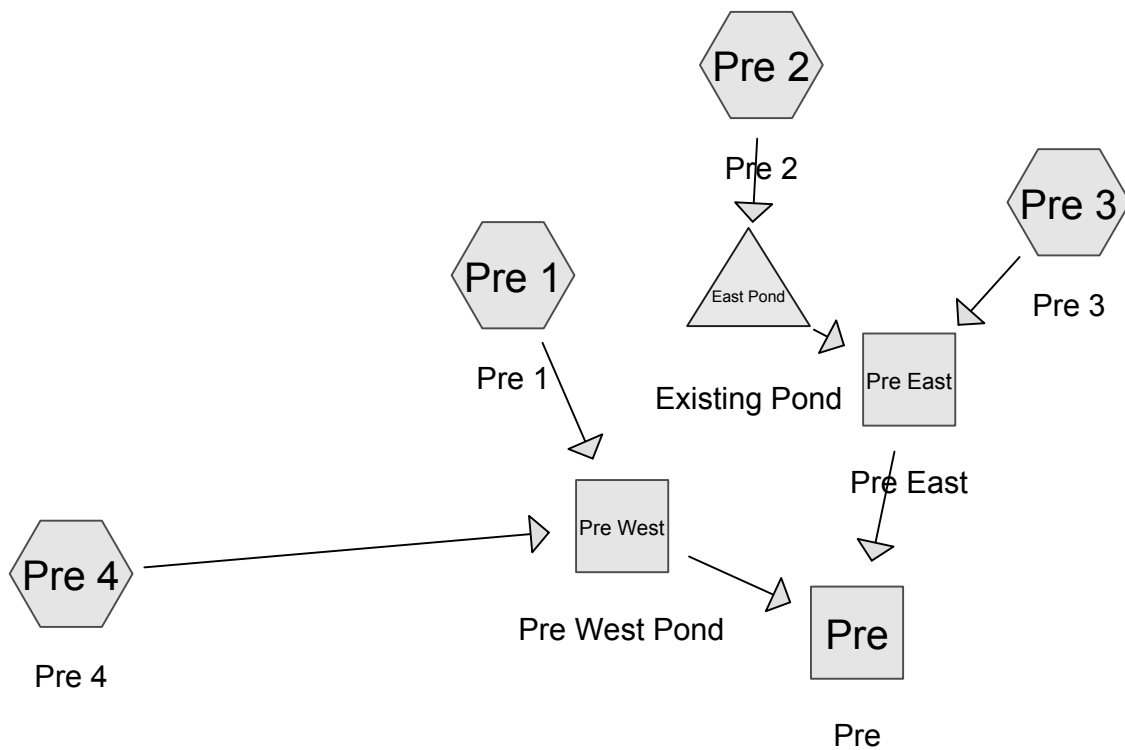 Pre 2
Pre 2
Pre 3
Pre 3
Pre 1
Pre 1
East Pond
Existing Pond
Pre East
Pre East
Pre West
Pre West Pond
Pre 4
Pre 4
Pre
Pre